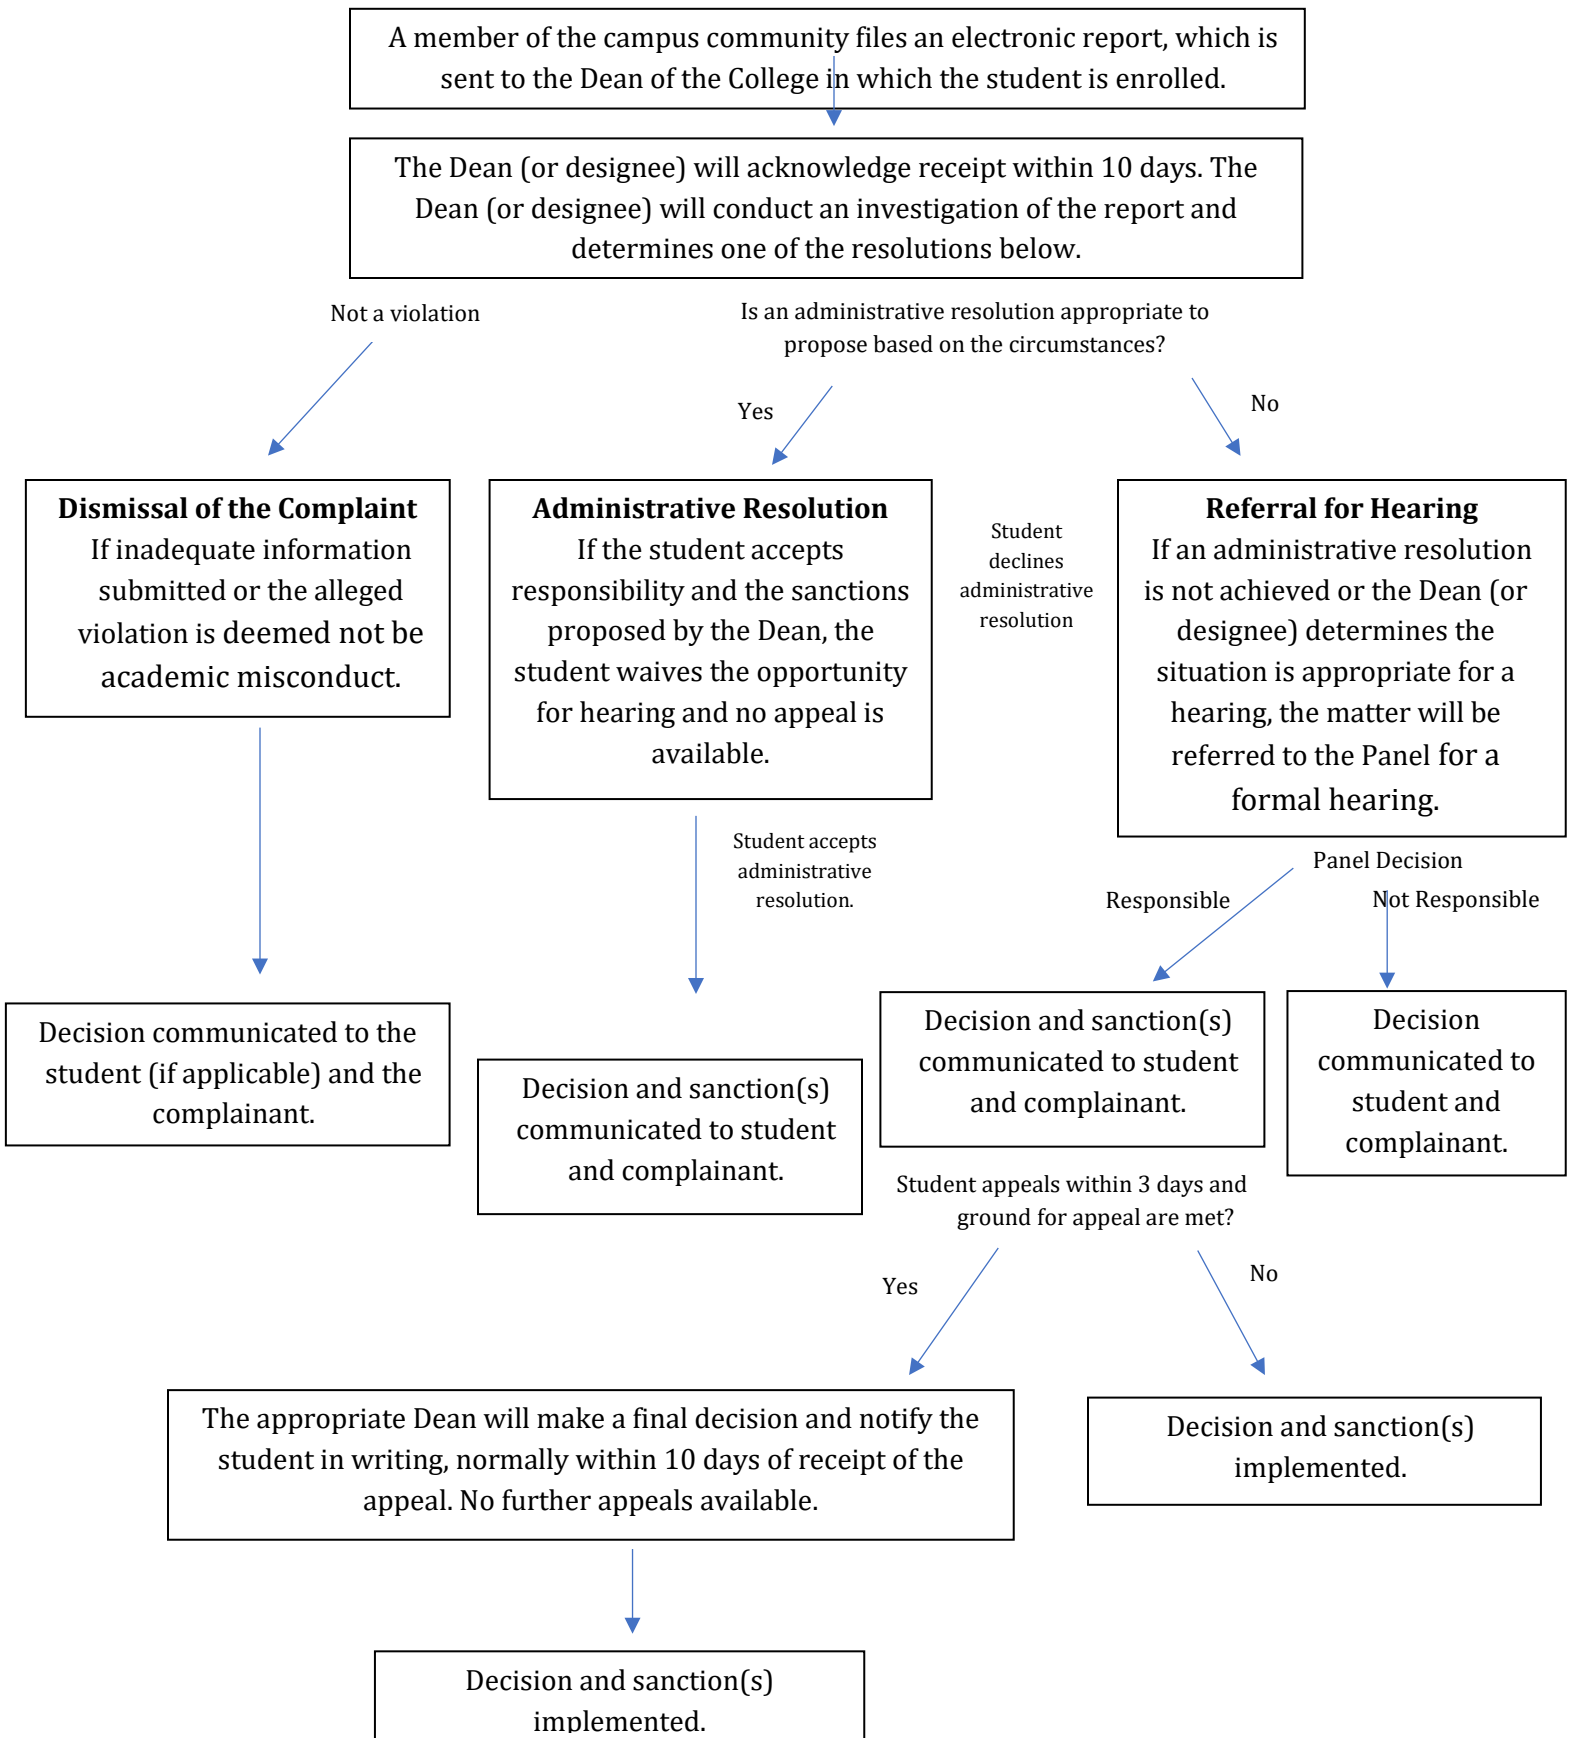 A member of the campus community files an electronic report, which is
sent to the Dean of the College in which the student is enrolled.
The Dean (or designee) will acknowledge receipt within 10 days. The
Dean (or designee) will conduct an investigation of the report and
determines one of the resolutions below.
Not a violation
Is an administrative resolution appropriate to
propose based on the circumstances?
Yes
No
Dismissal of the Complaint
If inadequate information
submitted or the alleged
violation is deemed not be
academic misconduct.
Administrative Resolution
If the student accepts
responsibility and the sanctions
proposed by the Dean, the
student waives the opportunity
for hearing and no appeal is
available.
Student
declines
administrative
resolution
Referral for Hearing
If an administrative resolution
is not achieved or the Dean (or
designee) determines the
situation is appropriate for a
hearing, the matter will be
referred to the Panel for a
formal hearing.
Student accepts
administrative
resolution.
Panel Decision
Responsible
Not Responsible
Decision communicated to the
student (if applicable) and the
complainant.
Decision and sanction(s)
communicated to student
and complainant.
Decision and sanction(s)
communicated to student
and complainant.
Decision
communicated to
student and
complainant.
Student appeals within 3 days and
ground for appeal are met?
Yes
No
The appropriate Dean will make a final decision and notify the
student in writing, normally within 10 days of receipt of the
appeal. No further appeals available.
Decision and sanction(s)
implemented.
Decision and sanction(s)
implemented.